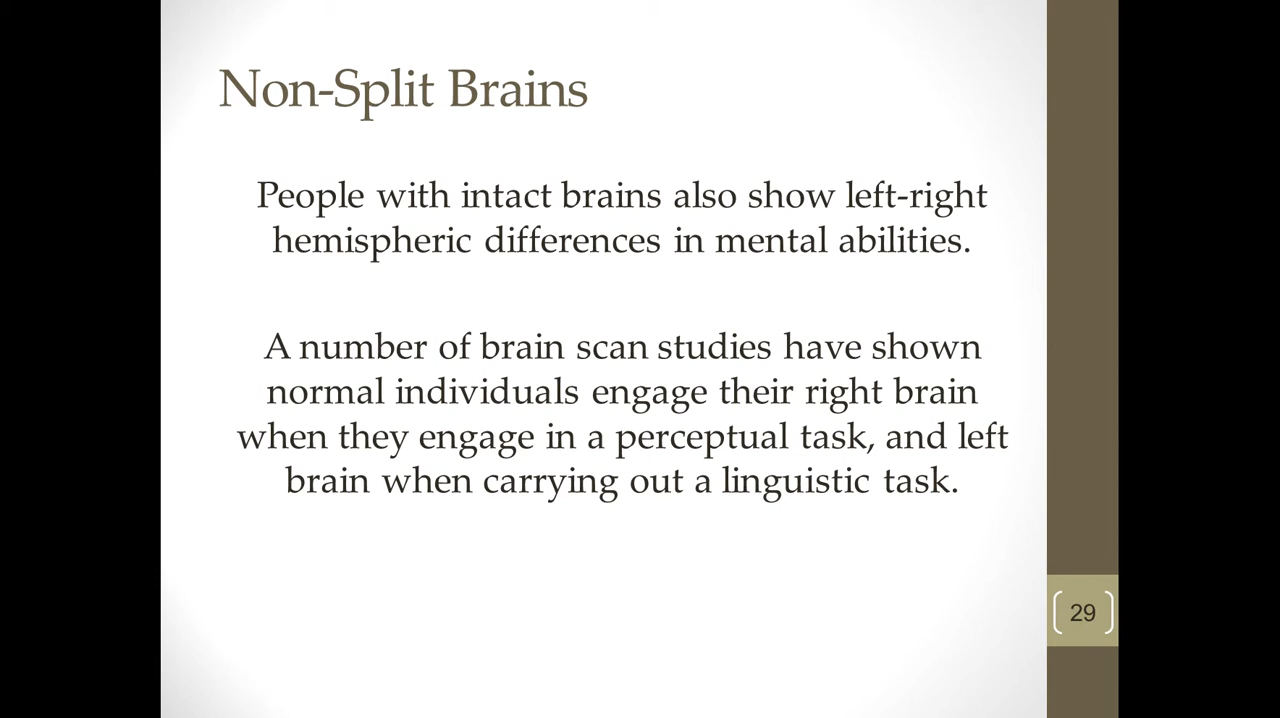 Non-Split Brains
People with intact brains also show left-right
hemispheric differences in mental abilities.
A number of brain scan studies have shown
normal individuals engage their right brain
when they engage in a perceptual task, and left
brain when carrying out a linguistic task.
29